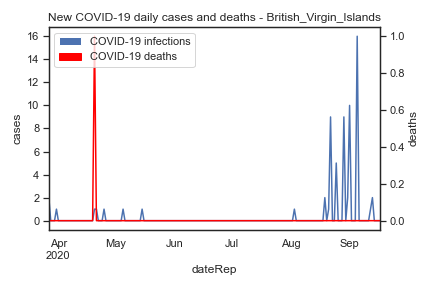 New COVID-19 daily cases and deaths - British_Virgin_Islands
COVID-19 infections
COVID-19 deaths
16
14
12
10
8
6
4
2
0
cases
1.0
0.8
0.6
0.4
0.2
0.0
deaths
Apr
2020
May
Jun
Jul
Aug
Sep
dateRep